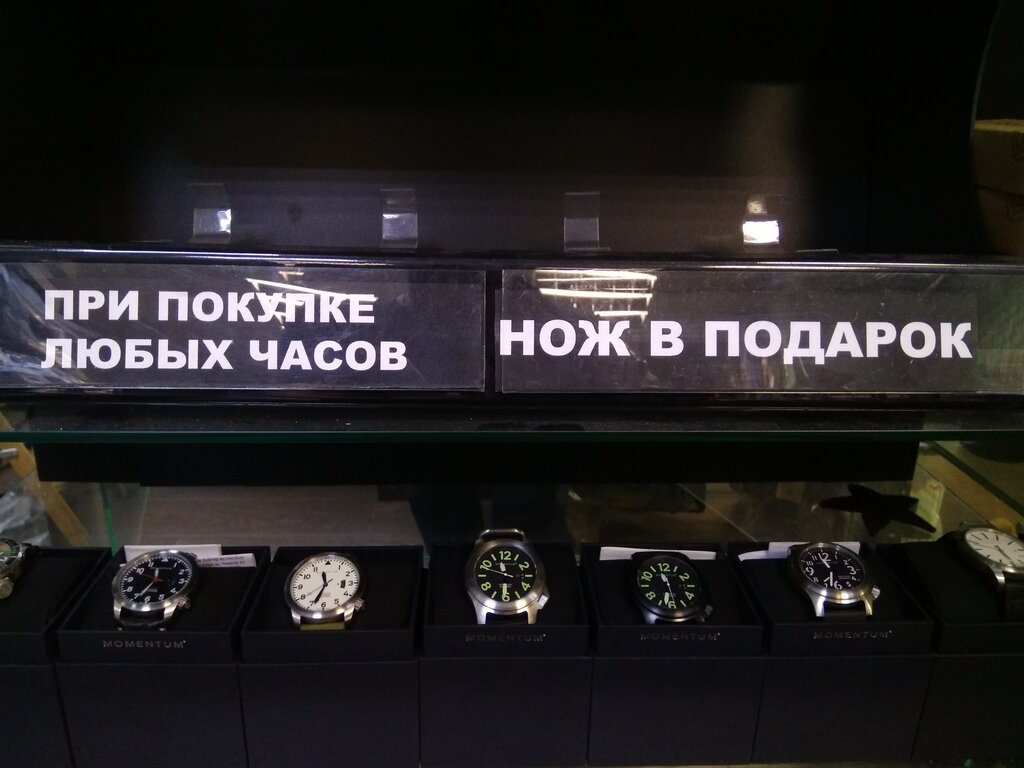 ПРИ ПОКУПКЕ
ЛЮБЫХ ЧАСОВ
НОЖ В ПОДАРОК
MOMENTUM
MOMENTUM
MOMENTUM
MOMENTUM